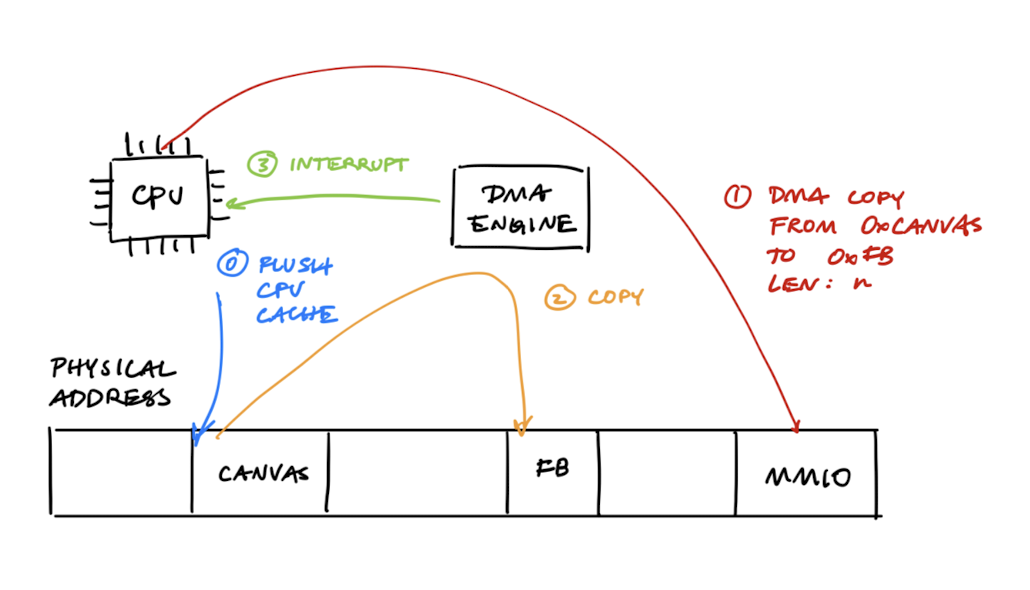 CPU
③ INTERRUPT
DMA
ENGINE
① DMA COPY
FROM 0xCANVAS
TO 0xFB
LEN: n
⓪ FLUSH
CPU
CACHE
② COPY
PHYSICAL
ADDRESS
CANVAS
FB
MMIO